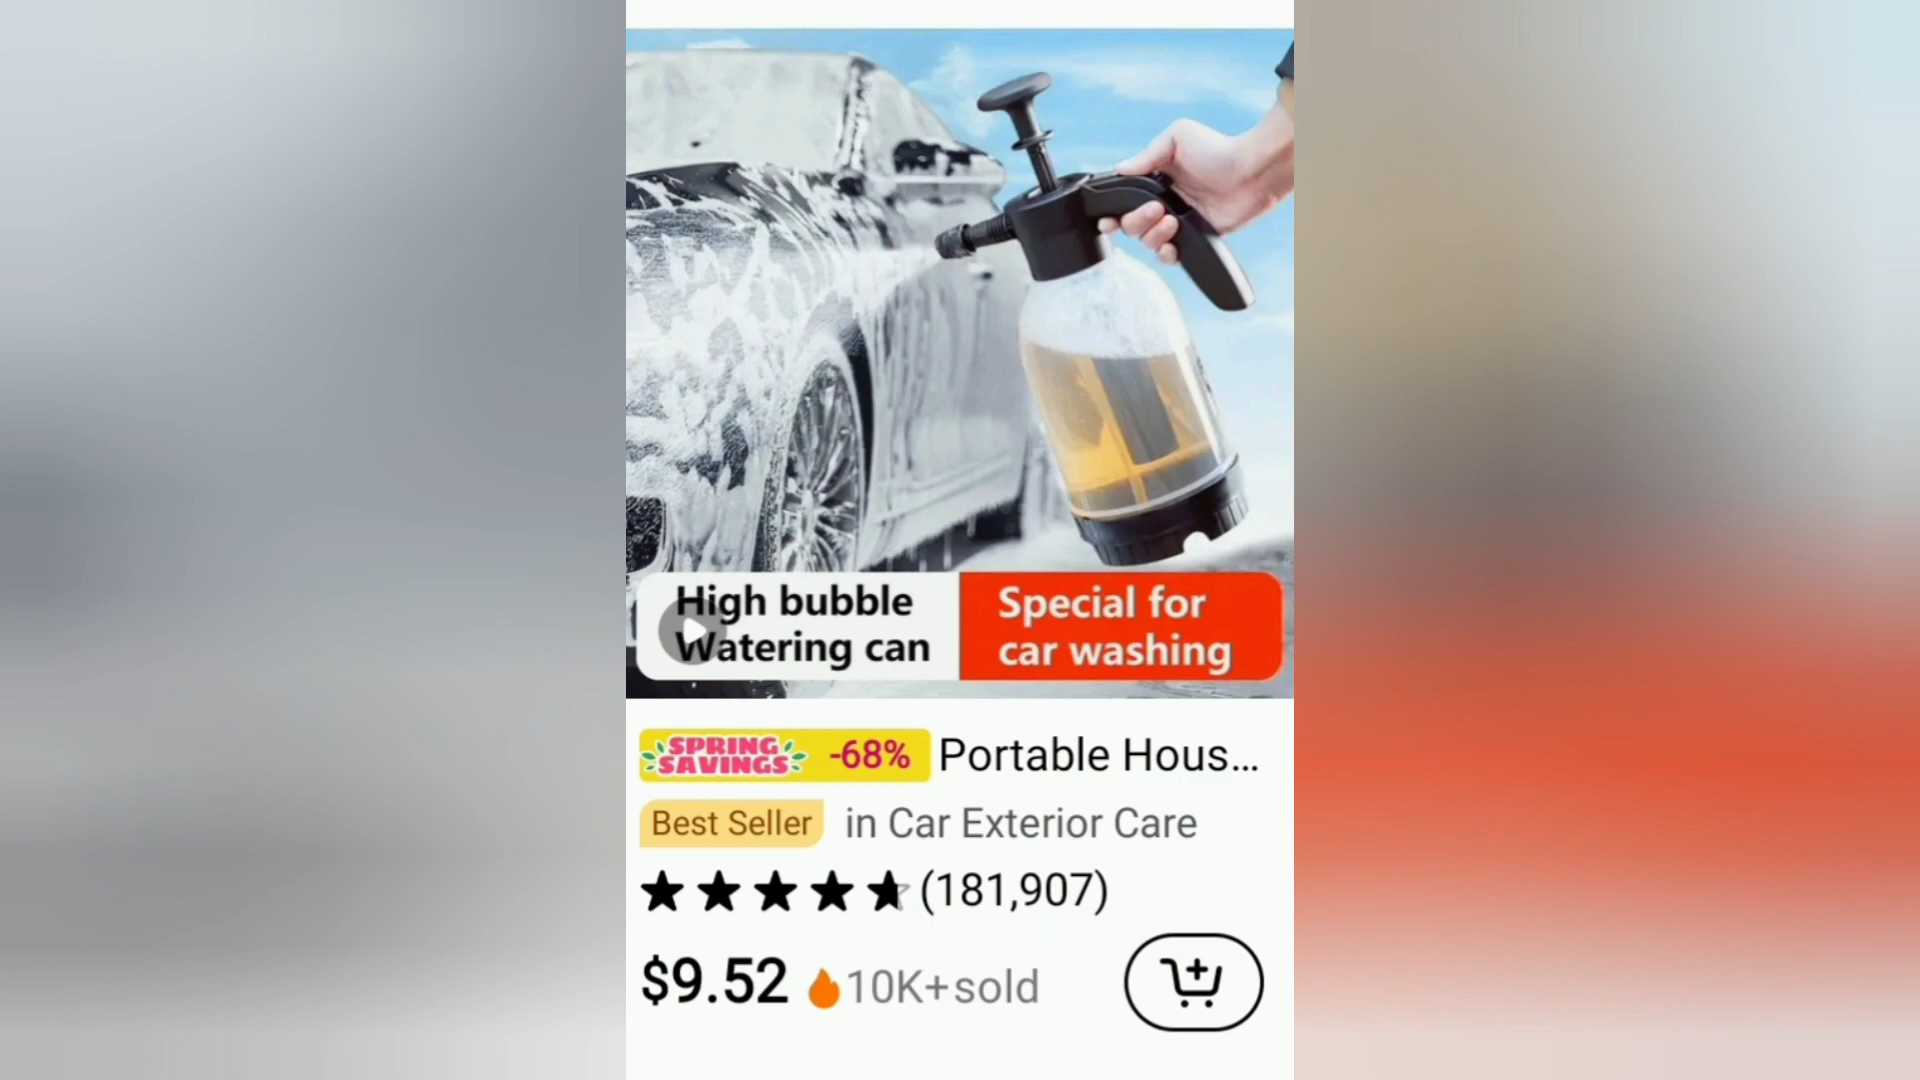 High bubble
Watering can
Special for
car washing
SPRING
SAVINGS
-68% Portable Hous...
Best Seller in Car Exterior Care
(181,907)
$9.52 10K+sold